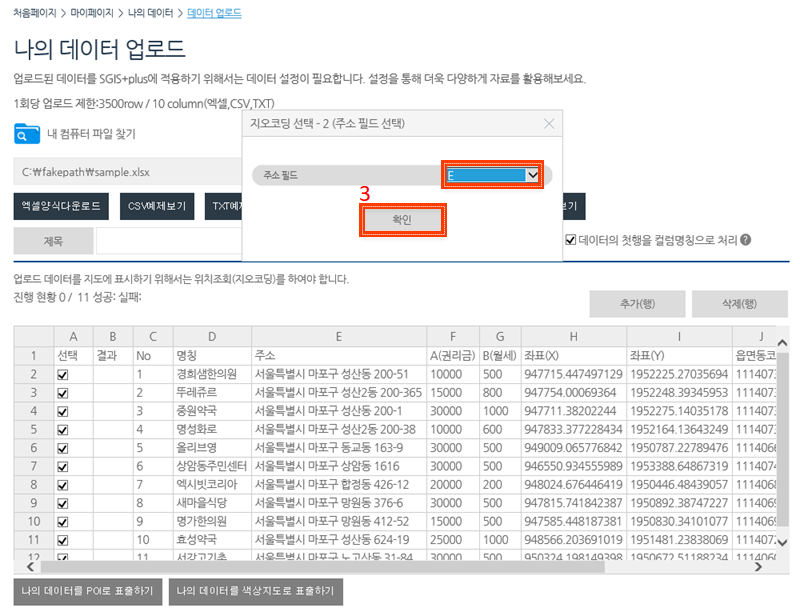 처음페이지 > 마이페이지 > 나의 데이터 > 데이터 업로드
나의 데이터 업로드
업로드된 데이터를 SGIS+plus에 적용하기 위해서는 데이터 설정이 필요합니다. 설정을 통해 더욱 다양하게 자료를 활용해보세요.
1회당 업로드 제한:3500row / 10 column(엑셀,CSV,TXT)
내 컴퓨터 파일 찾기
C:₩fakepath₩sample.xlsx
지오코딩 선택 - 2 (주소 필드 선택)
주소 필드 E
3
확인
엑셀양식다운로드 CSV예제보기 보기
제목
데이터의 첫행을 컬럼명칭으로 처리 ?
업로드 데이터를 지도에 표시하기 위해서는 위치조회(지오코딩)를 하여야 합니다.
진행 현황 0 / 11 성공: 실패:
추가(행) 삭제(행)
A B C D E F G H I J
1 선택 결과 No 명칭 주소 A(권리금) B(월세) 좌표(X) 좌표(Y) 읍면동코
2 1 경희샘한의원 서울특별시 마포구 성산동 200-51 10000 500 947715.447497129 1952225.27035694 1114073
3 2 뚜레쥬르 서울특별시 마포구 성산2동 200-365 15000 800 947754.00069364 1952248.39345953 1114073
4 3 중원약국 서울특별시 마포구 성산동 200-1 30000 1000 947711.38202244 1952275.14035178 1114073
5 4 명성화로 서울특별시 마포구 성산2동 200-38 10000 600 947833.377228434 1952164.13643249 1114073
6 5 올리브영 서울특별시 마포구 동교동 163-9 30000 500 949009.065776842 1950787.22789476 1114066
7 6 상암동주민센터 서울특별시 마포구 상암동 1616 30000 500 946550.934555989 1953388.64867319 1114074
8 7 엑시빗코리아 서울특별시 마포구 합정동 426-12 20000 200 948024.676446419 1950446.48439057 1114068
9 8 새마을식당 서울특별시 마포구 망원동 376-6 30000 500 947815.741842387 1950892.38747227 1114069
10 9 명가한의원 서울특별시 마포구 망원동 412-52 15000 500 947585.448187381 1950830.34101077 1114069
11 10 효성약국 서울특별시 마포구 성산동 624-19 25000 1000 948566.203691019 1951481.23838069 1114072
12 11 서강고기촌 서울특별시 마포구 노고산동 31-84 30000 500 950324.198149398 1950672.51188234 1114060
나의 데이터를 POI로 표출하기 나의 데이터를 색상지도로 표출하기